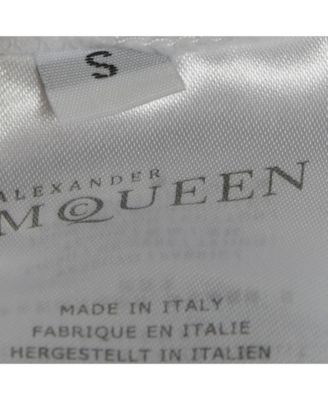 S
ALEXANDER
McQUEEN
MADE IN ITALY
FABRIQUE EN ITALIE
HERGESTELLT IN ITALIEN